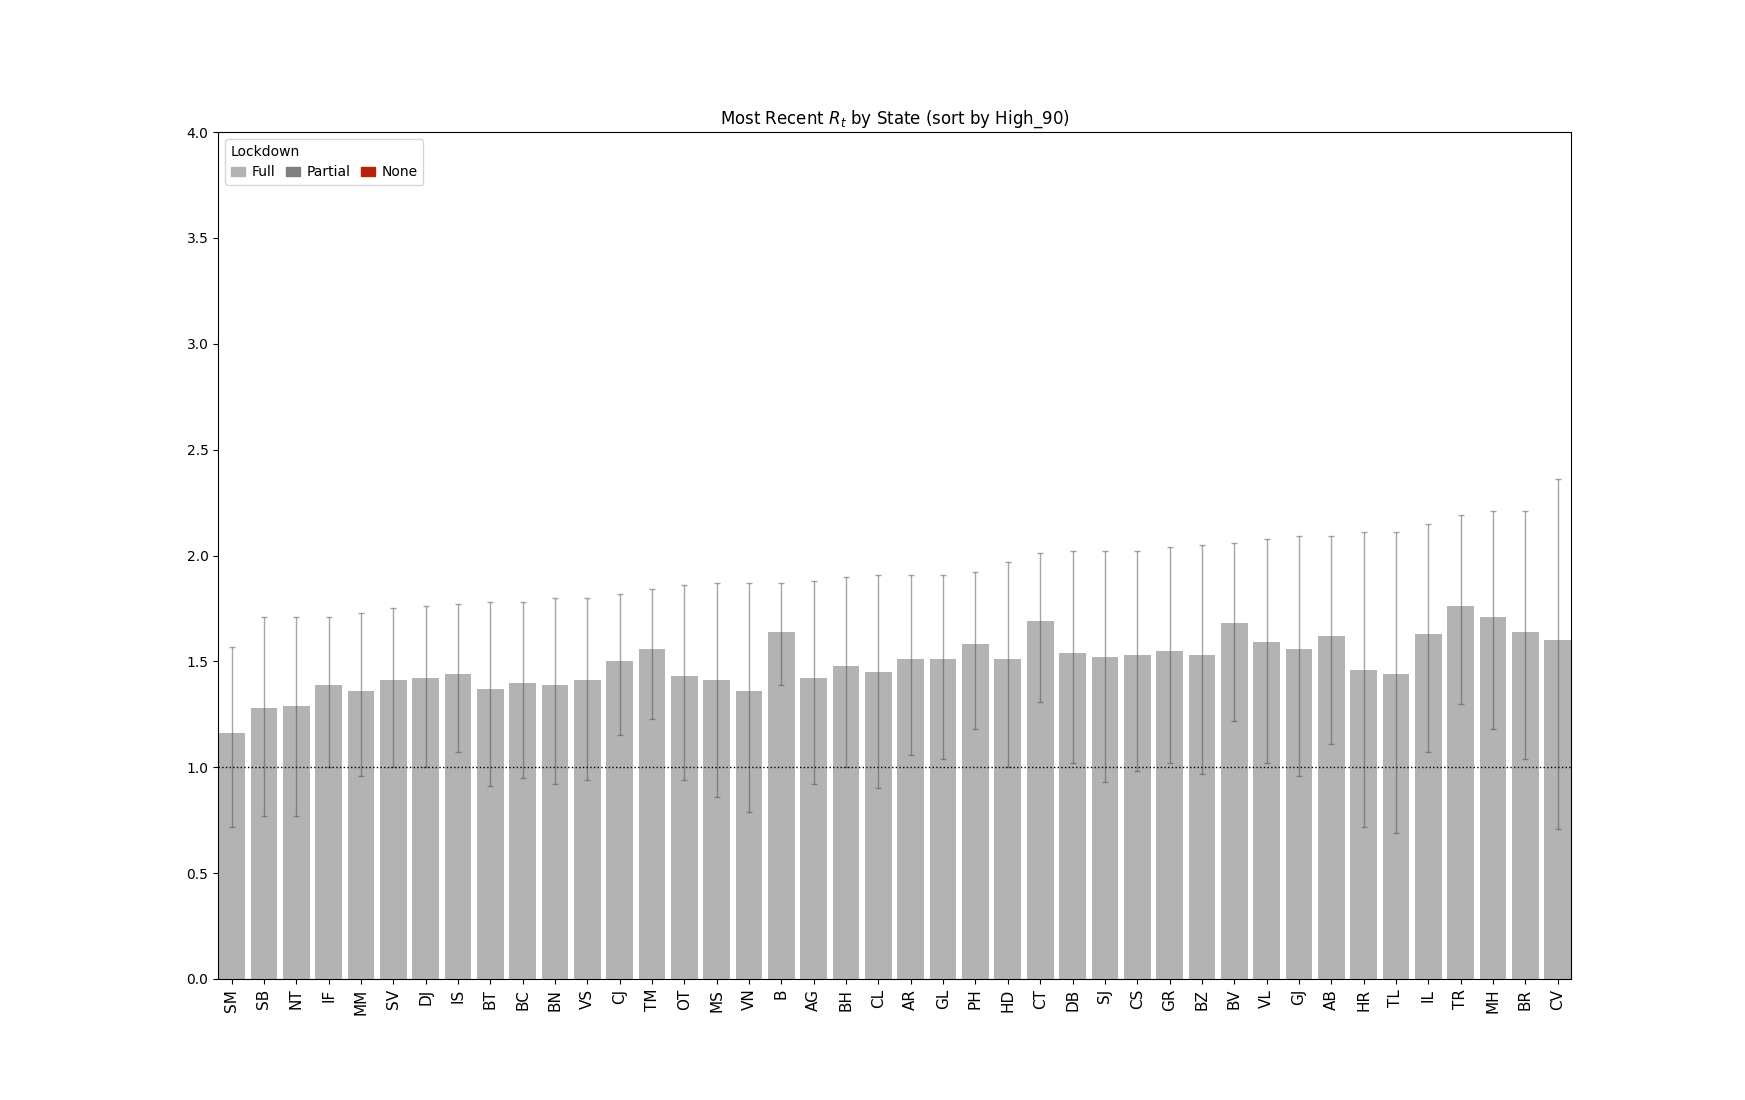 Most Recent Rt by State (sort by High_90)
4.0
Lockdown
Full Partial None
3.5
3.0
2.5
2.0
1.5
1.0
0.5
0.0
SM SB NT IF MM SV DJ IS BT BC BN VS CJ TM OT MS VN B AG BH CL AR GL PH HD CT DB SJ CS GR BZ BV VL GJ AB HR TL IL TR MH BR CV